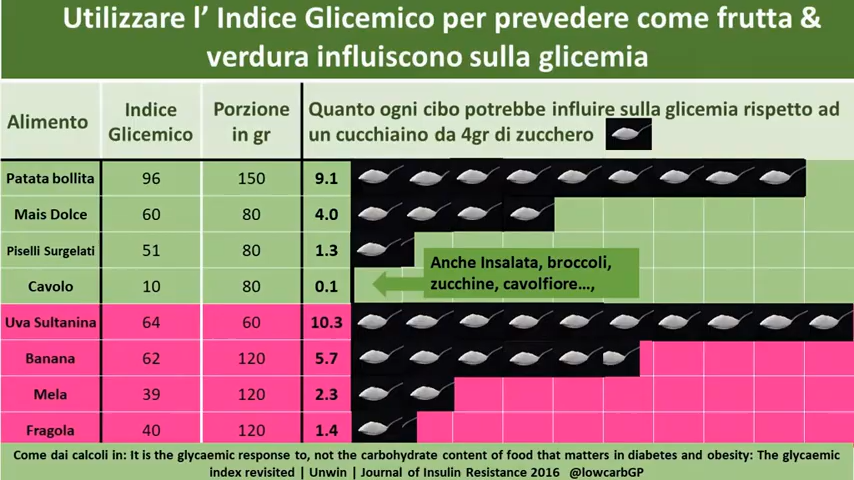 Utilizzare l’ Indice Glicemico per prevedere come frutta &
verdura influiscono sulla glicemia
Alimento
Indice
Glicemico
Porzione
in gr
Quanto ogni cibo potrebbe influire sulla glicemia rispetto ad
un cucchiaino da 4gr di zucchero
Patata bollita 96 150 9.1
Mais Dolce 60 80 4.0
Piselli Surgelati 51 80 1.3
Cavolo 10 80 0.1
Anche Insalata, broccoli,
zucchine, cavolfiore...,
Uva Sultanina 64 60 10.3
Banana 62 120 5.7
Mela 39 120 2.3
Fragola 40 120 1.4
Come dai calcoli in: It is the glycaemic response to, not the carbohydrate content of food that matters in diabetes and obesity: The glycaemic
index revisited | Unwin | Journal of Insulin Resistance 2016 @lowcarbGP